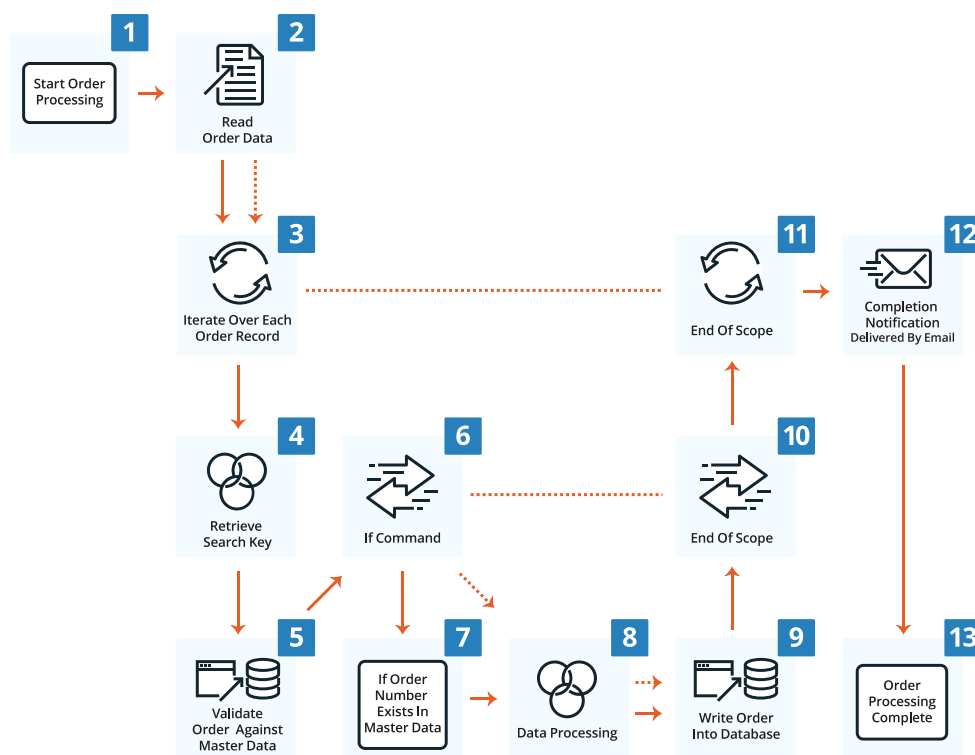 1
Start Order
Processing
2
Read
Order Data
3
Iterate Over Each
Order Record
11
End Of Scope
12
Completion
Notification
Delivered By Email
4
Retrieve
Search Key
6
If Command
10
End Of Scope
5
Validate
Order Against
Master Data
7
If Order
Number
Exists In
Master Data
8
Data Processing
9
Write Order
Into Database
13
Order
Processing
Complete